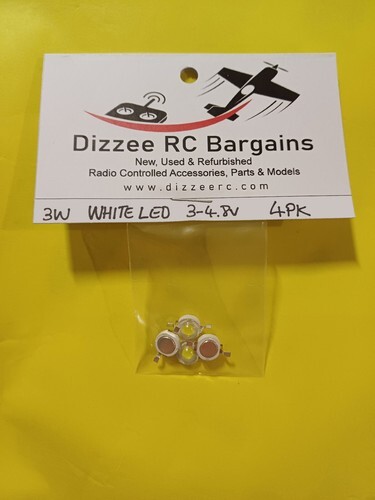 Dizzee RC Bargains
New, Used & Refurbished
Radio Controlled Accessories, Parts & Models
www.dizzeerc.com
3W WHITE LED 3-4.8V 4PK